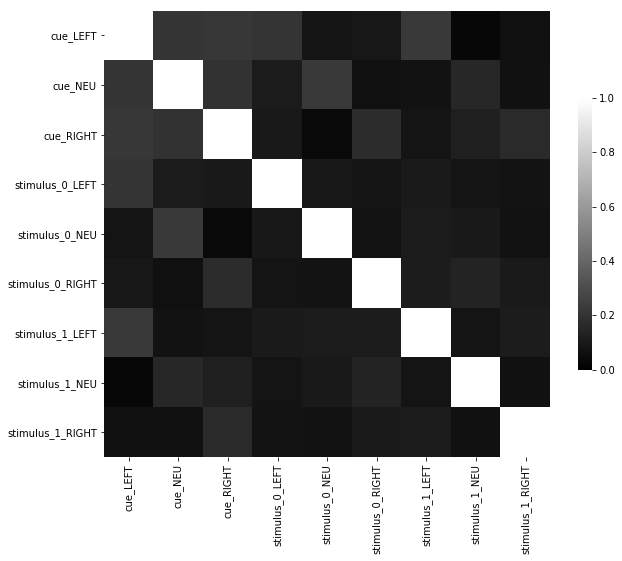 cue_LEFT
cue_NEU
cue_RIGHT
stimulus_0_LEFT
stimulus_0_NEU
stimulus_0_RIGHT
stimulus_1_LEFT
stimulus_1_NEU
stimulus_1_RIGHT
cue_LEFT
cue_NEU
cue_RIGHT
stimulus_0_LEFT
stimulus_0_NEU
stimulus_0_RIGHT
stimulus_1_LEFT
stimulus_1_NEU
stimulus_1_RIGHT
1.0
0.8
0.6
0.4
0.2
0.0